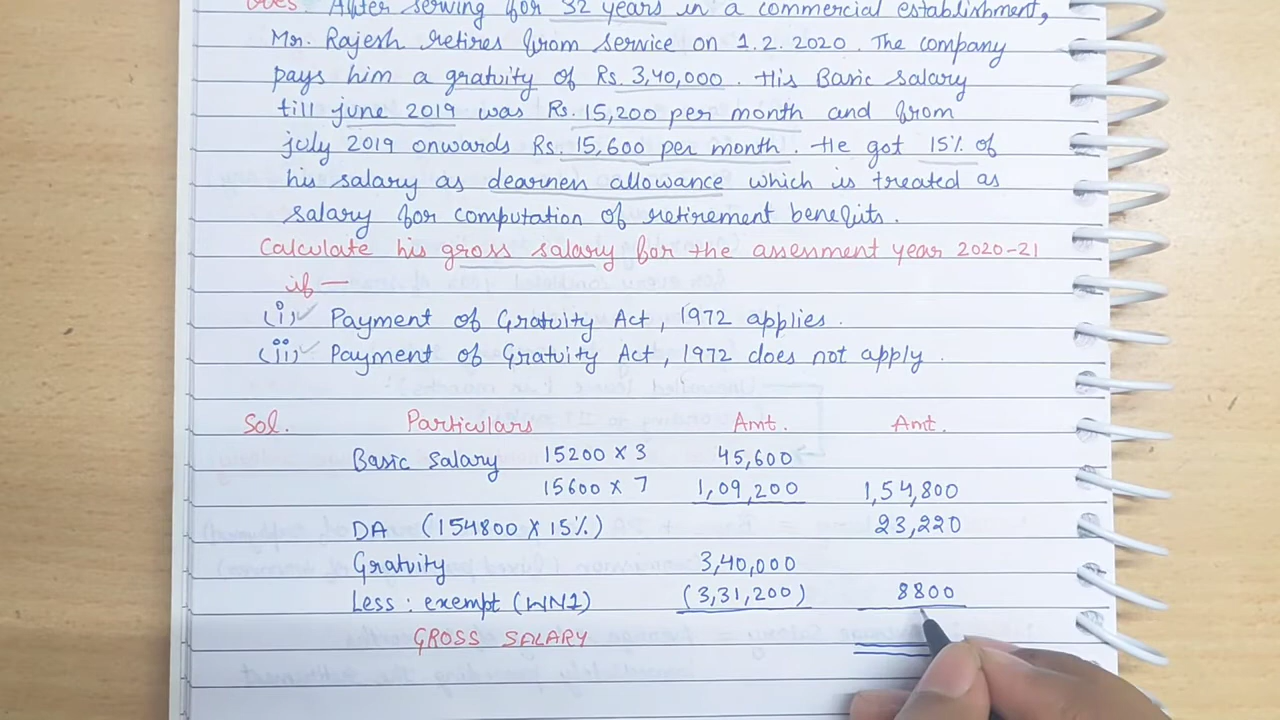 Ques. After serving for 32 years in a commercial establishment,
Mr. Rajesh retires from service on 1.2.2020. The company
pays him a gratuity of Rs. 3,40,000. His Basic salary
till june 2019 was Rs. 15,200 per month and from
july 2019 onwards Rs. 15,600 per month. He got 15% of
his salary as dearness allowance which is treated as
salary for computation of retirement benefits.
Calculate his gross salary for the assesment year 2020-21
if —
(i) Payment of Gratuity Act, 1972 applies.
(ii) Payment of Gratuity Act, 1972 does not apply.
Sol. Particulars Amt. Amt.
Basic Salary 15200 x 3 45,600
15600 x 7 1,09,200 1,54,800
DA (154800 x 15%) 23,220
Gratuity 3,40,000
Less: exempt (WN1) (3,31,200) 8800
GROSS SALARY